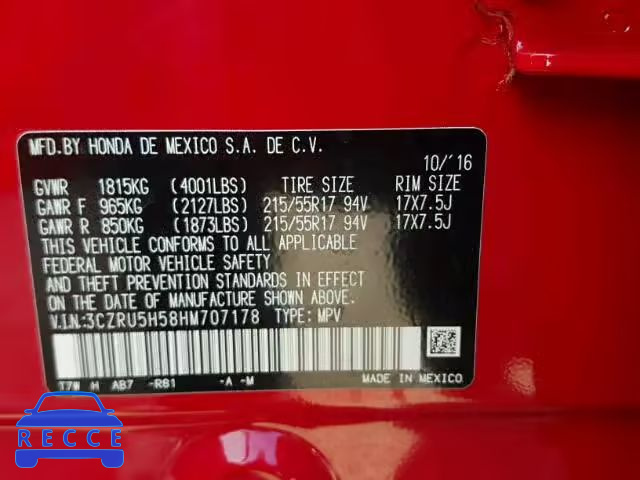 MFD.BY HONDA DE MEXICO S.A. DE C.V.
10/'16
GVWR 1815KG (4001LBS) TIRE SIZE RIM SIZE
GAWR F 965KG (2127LBS) 215/55R17 94V 17X7.5J
GAWR R 850KG (1873LBS) 215/55R17 94V 17X7.5J
THIS VEHICLE CONFORMS TO ALL APPLICABLE
FEDERAL MOTOR VEHICLE SAFETY
AND THEFT PREVENTION STANDARDS IN EFFECT
ON THE DATE OF MANUFACTURE SHOWN ABOVE.
V.I.N.:3CZRU5H58HM707178 TYPE: MPV
T7W H AB7 -R81 -A -M
MADE IN MEXICO
RECCE